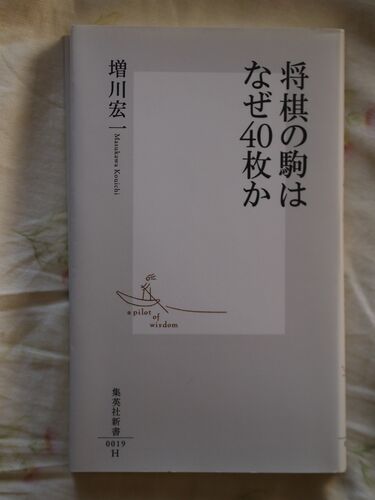 将棋の駒は
なぜ40枚か
増川宏一
Masukawa Kouichi
a pilot
of
wisdom
集英社新書
0019
H